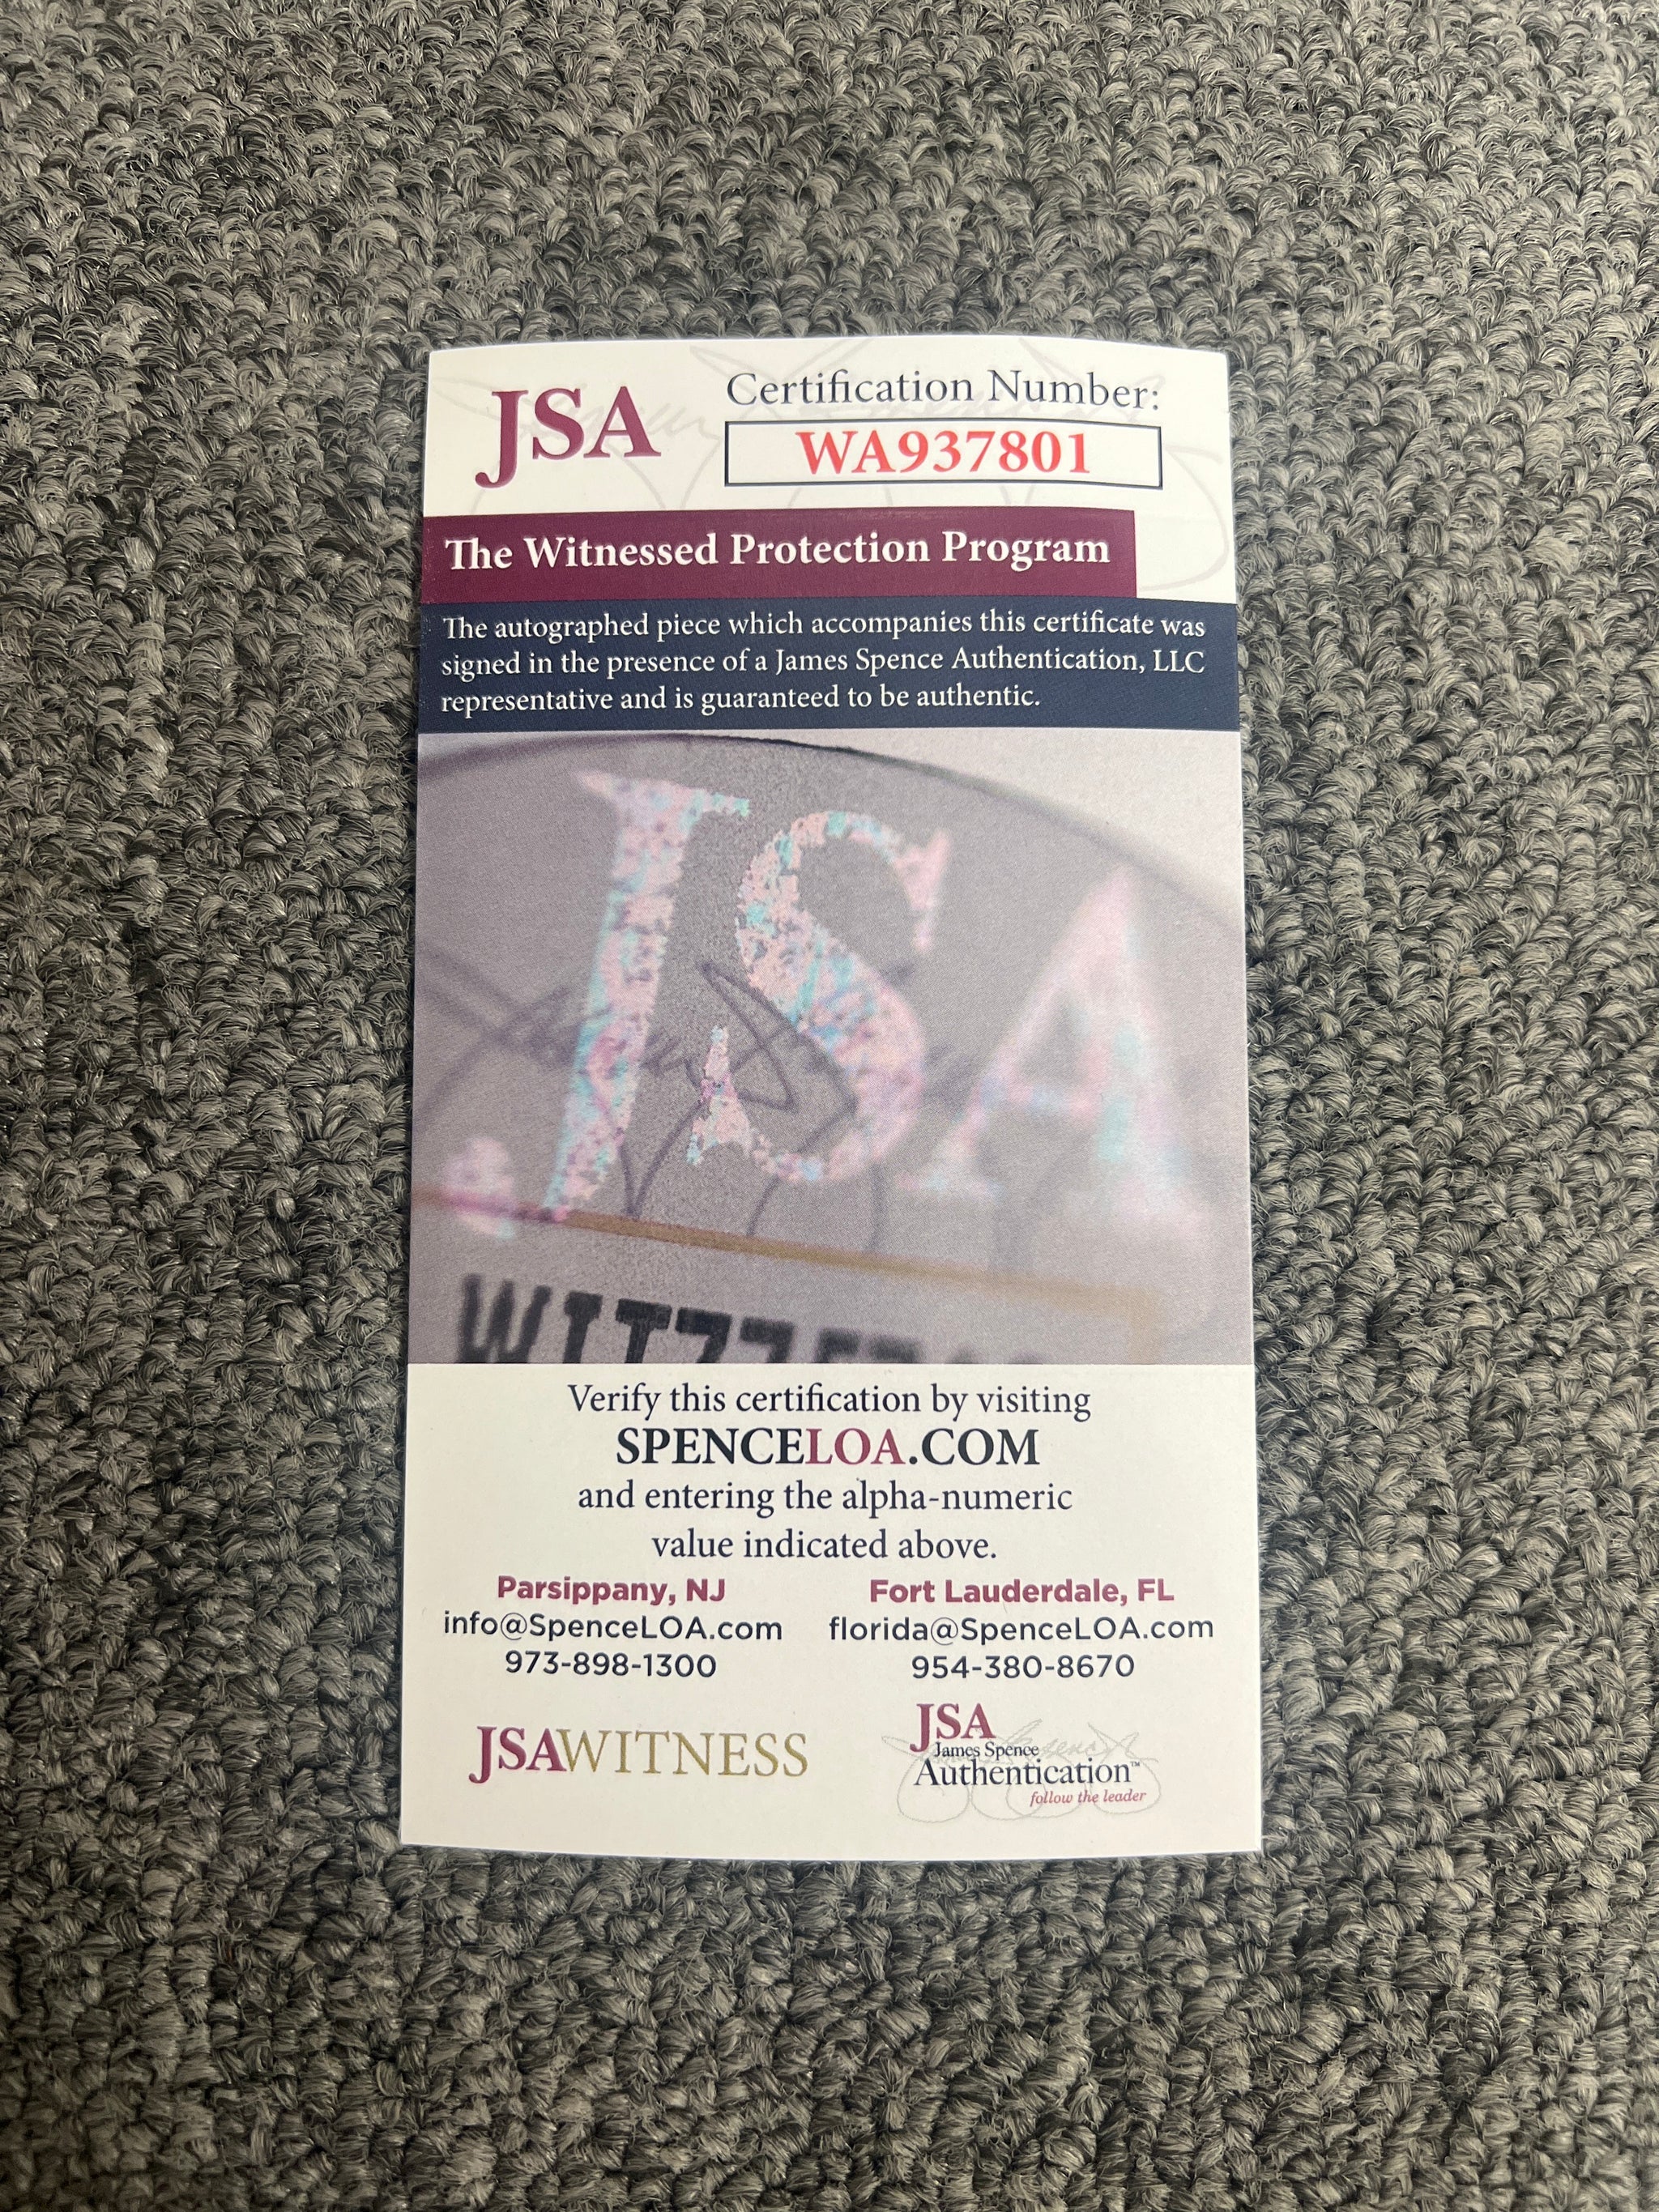 JSA
Certification Number:
WA937801
The Witnessed Protection Program
The autographed piece which accompanies this certificate was
signed in the presence of a James Spence Authentication, LLC
representative and is guaranteed to be authentic.
JSA
Verify this certification by visiting
SPENCELOA.COM
and entering the alpha-numeric
value indicated above.
Parsippany, NJ
info@SpenceLOA.com
973-898-1300
Fort Lauderdale, FL
florida@SpenceLOA.com
954-380-8670
JSAWITNESS
JSA
James Spence
Authentication™
follow the leader